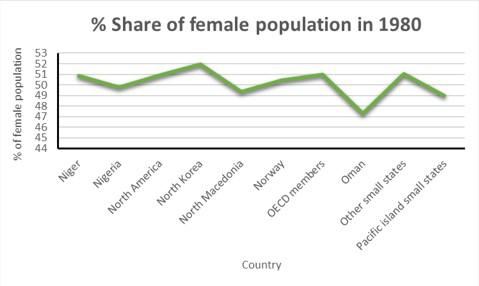 % Share of female population in 1980
% of female population
53
52
51
50
49
48
47
46
45
44
Niger
Nigeria
North America
North Korea
North Macedonia
Norway
OECD members
Oman
Other small states
Pacific island small states
Country